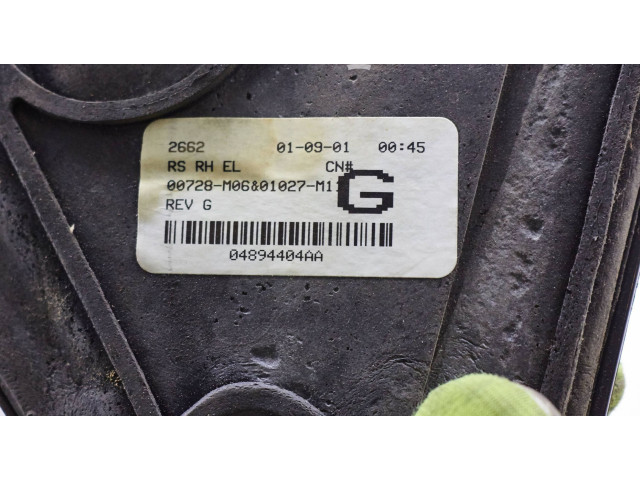 2662 01-09-01 00:45
RS RH EL CN#
00728-M06&01027-M1
G
REV G
04894404AA